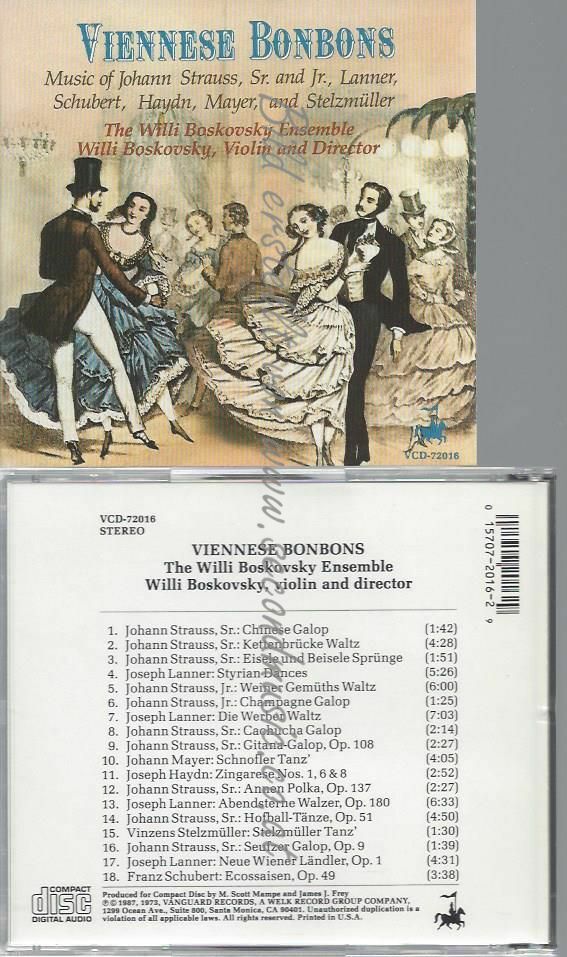 VIENNESE BONBONS
Music of Johann Strauss, Sr. and Jr., Lanner,
Schubert, Haydn, Mayer, and Stelzmüller
The Willi Boskovsky Ensemble
Willi Boskovsky, Violin and Director
VCD-72016
VCD-72016
STEREO
VIENNESE BONBONS
The Willi Boskovsky Ensemble
Willi Boskovsky, violin and director
0 15707-2016-2 9
1. Johann Strauss, Sr.: Chinese Galop (1:42)
2. Johann Strauss, Sr.: Kettenbrücke Waltz (4:28)
3. Johann Strauss, Sr.: Eisele und Beisele Sprünge (1:51)
4. Joseph Lanner: Styrian Dances (5:26)
5. Johann Strauss, Jr.: Weiner Gemüths Waltz (6:00)
6. Johann Strauss, Jr.: Champagne Galop (1:25)
7. Joseph Lanner: Die Werber Waltz (7:03)
8. Johann Strauss, Sr.: Cachucha Galop (2:14)
9. Johann Strauss, Sr.: Gitana-Galop, Op. 108 (2:27)
10. Johann Mayer: Schnofler Tanz' (4:05)
11. Joseph Haydn: Zingarese Nos. 1, 6 & 8 (2:52)
12. Johann Strauss, Sr.: Annen Polka, Op. 137 (2:27)
13. Joseph Lanner: Abendsterne Walzer, Op. 180 (6:33)
14. Johann Strauss, Sr.: Hofball-Tänze, Op. 51 (4:50)
15. Vinzens Stelzmüller: Stelzmüller Tanz' (1:30)
16. Johann Strauss, Sr.: Seufzer Galop, Op. 9 (1:39)
17. Joseph Lanner: Neue Wiener Ländler, Op. 1 (4:31)
18. Franz Schubert: Ecossaisen, Op. 49 (3:38)
COMPACT
disc
DIGITAL AUDIO
Produced for Compact Disc by M. Scott Mampe and James J. Frey
℗© 1987, 1973, VANGUARD RECORDS, A WELK RECORD GROUP COMPANY,
1299 Ocean Ave., Suite 800, Santa Monica, CA 90401. Unauthorized duplication is a
violation of all applicable laws. All rights reserved. Printed in U.S.A.